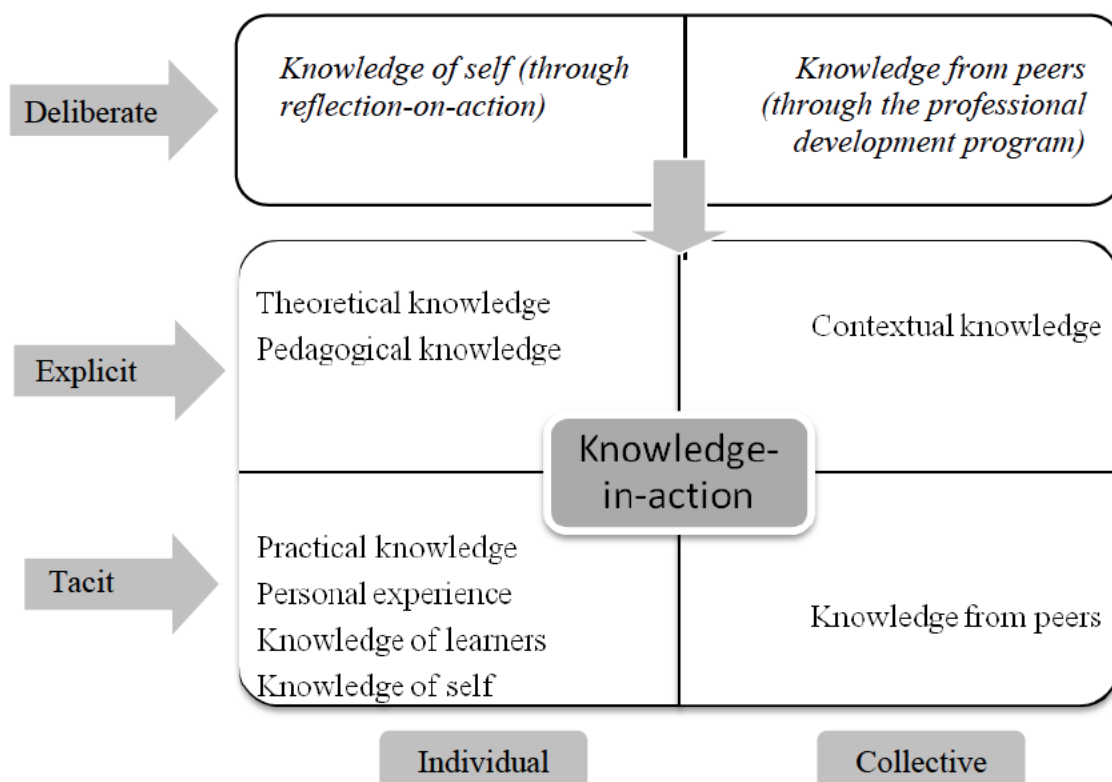 Deliberate
Knowledge of self (through
reflection-on-action)
Knowledge from peers
(through the professional
development program)
Explicit
Theoretical knowledge
Pedagogical knowledge
Contextual knowledge
Knowledge-
in-action
Tacit
Practical knowledge
Personal experience
Knowledge of learners
Knowledge of self
Knowledge from peers
Individual
Collective